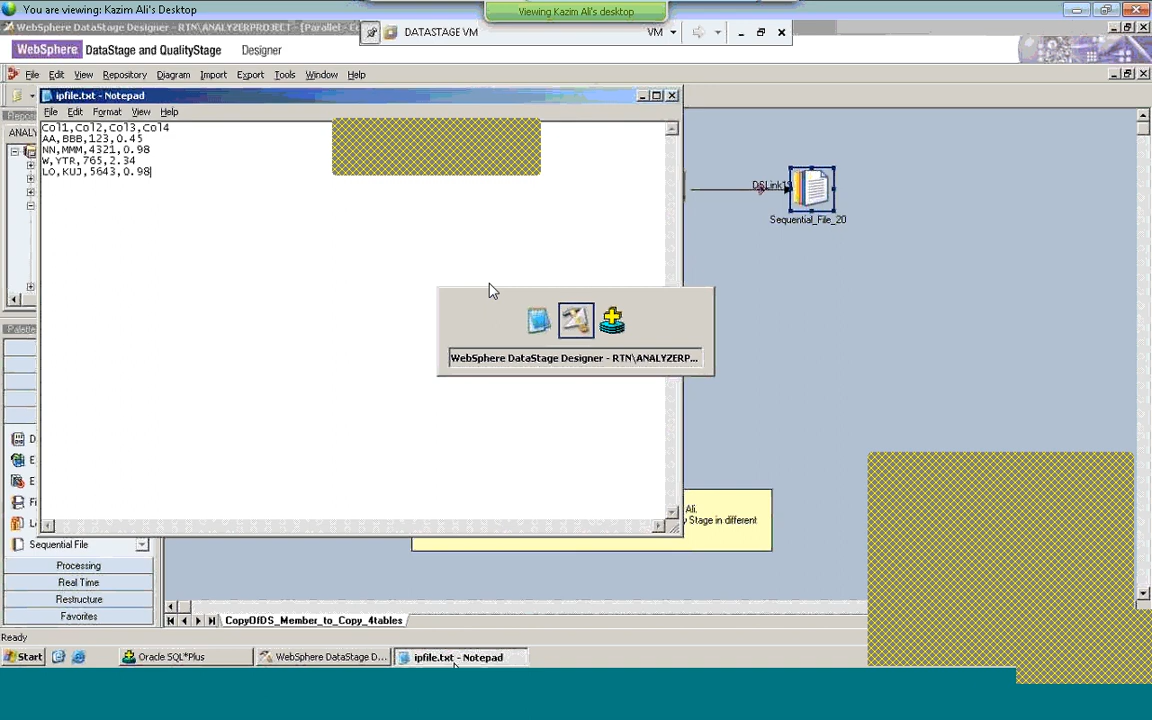 You are viewing: Kazim Ali's Desktop
Viewing Kazim Ali's desktop
WebSphere DataStage Designer - RTN\ANALYZERPROJECT - [Parallel -
DATASTAGE VM
VM
WebSphere. DataStage and QualityStage Designer
File Edit View Repository Diagram Import Export Tools Window Help
ipfile.txt - Notepad
File Edit Format View Help
Col1,Col2,Col3,Col4
AA,BBB,123,0.45
NN,MMM,4321,0.98
W,YTR,765,2.34
LO,KUJ,5643,0.98
ANALY
DSLink1
Sequential_File_20
WebSphere DataStage Designer - RTN\ANALYZERP...
Ali.
y Stage in different
Sequential File
Processing
Real Time
Restructure
Favorites
CopyOfDS_Member_to_Copy_4tables
Ready
Start
Oracle SQL*Plus
WebSphere DataStage D...
ipfile.txt - Notepad